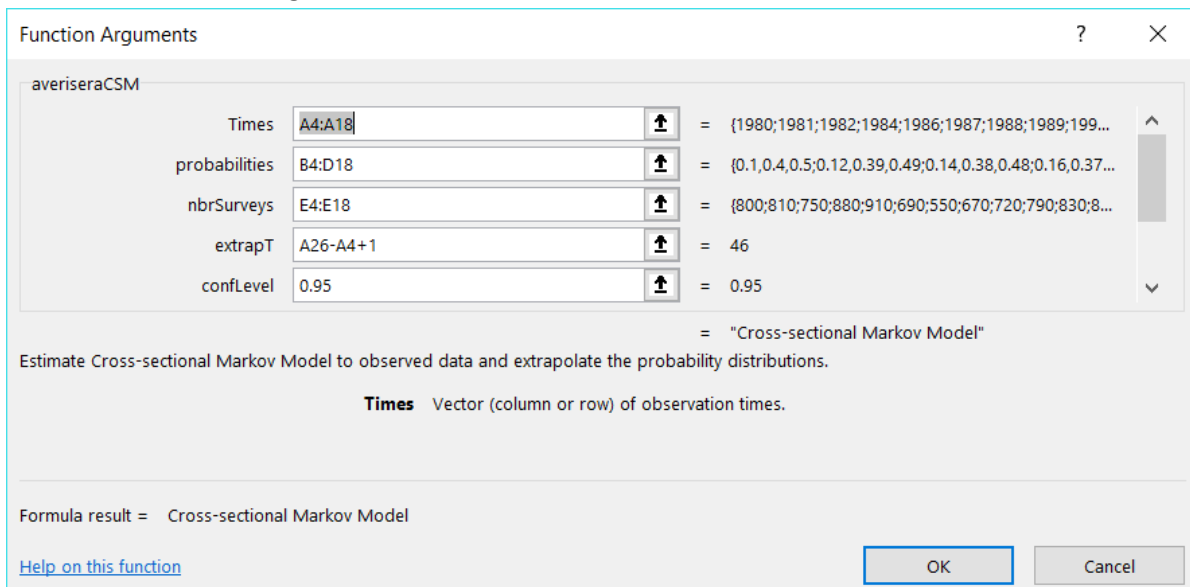 Function Arguments ? ×
averiseraCSM
Times A4:A18 = {1980;1981;1982;1984;1986;1987;1988;1989;199...
probabilities B4:D18 = {0.1,0.4,0.5;0.12,0.39,0.49;0.14,0.38,0.48;0.16,0.37...
nbrSurveys E4:E18 = {800;810;750;880;910;690;550;670;720;790;830;8...
extrapT A26-A4+1 = 46
confLevel 0.95 = 0.95
= "Cross-sectional Markov Model"
Estimate Cross-sectional Markov Model to observed data and extrapolate the probability distributions.
Times Vector (column or row) of observation times.
Formula result = Cross-sectional Markov Model
Help on this function OK Cancel